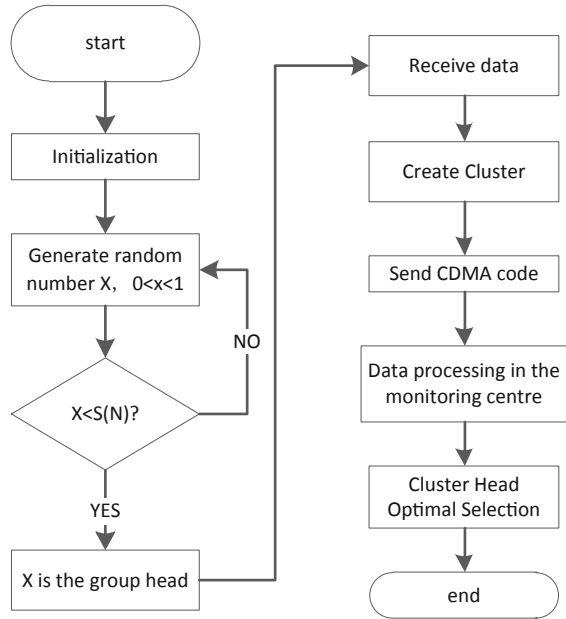 start
Initialization
Generate random
number X, 0<x<1
NO
X<S(N)?
YES
X is the group head
Receive data
Create Cluster
Send CDMA code
Data processing in the
monitoring centre
Cluster Head
Optimal Selection
end